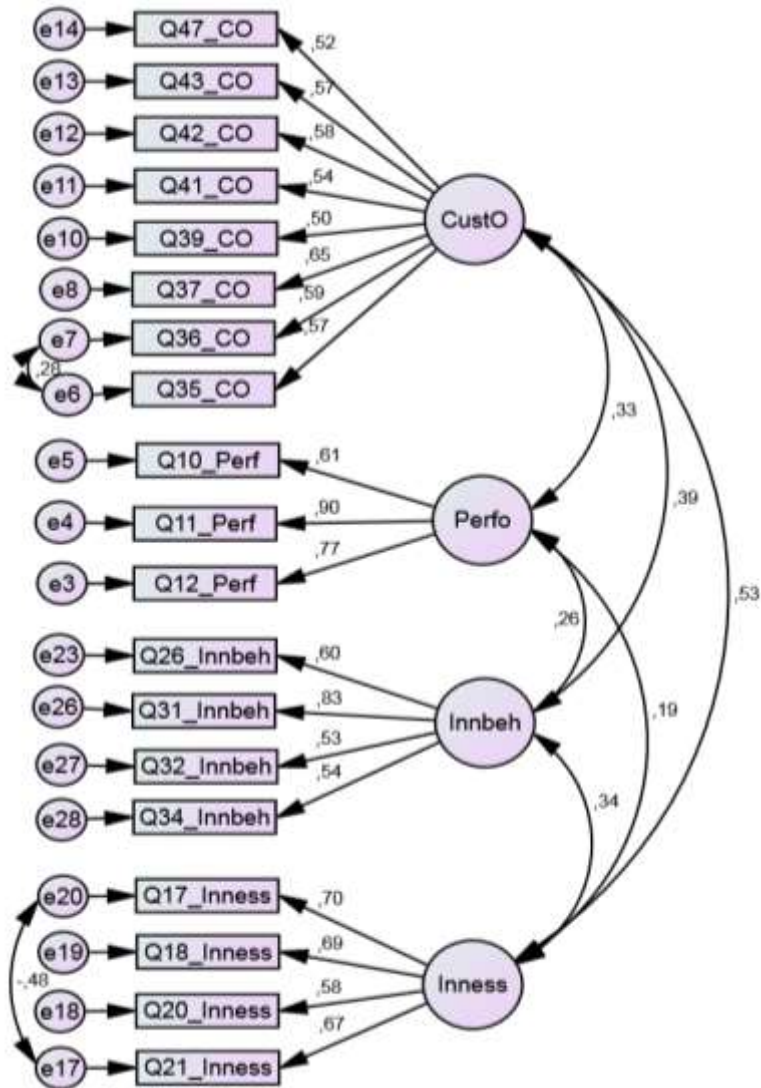 e14 Q47_CO ,52
e13 Q43_CO ,57
e12 Q42_CO ,58
e11 Q41_CO ,54
CustO
e10 Q39_CO ,50
e8 Q37_CO ,65
e7 Q36_CO ,59
,28
e6 Q35_CO ,57
,33
e5 Q10_Perf ,61
,39
e4 Q11_Perf ,90 Perfo
e3 Q12_Perf ,77
,53
,26
e23 Q26_Innbeh ,60
e26 Q31_Innbeh ,83 Innbeh
,19
e27 Q32_Innbeh ,53
e28 Q34_Innbeh ,54
,34
e20 Q17_Inness ,70
e19 Q18_Inness ,69
-,48
Inness
e18 Q20_Inness ,58
e17 Q21_Inness ,67